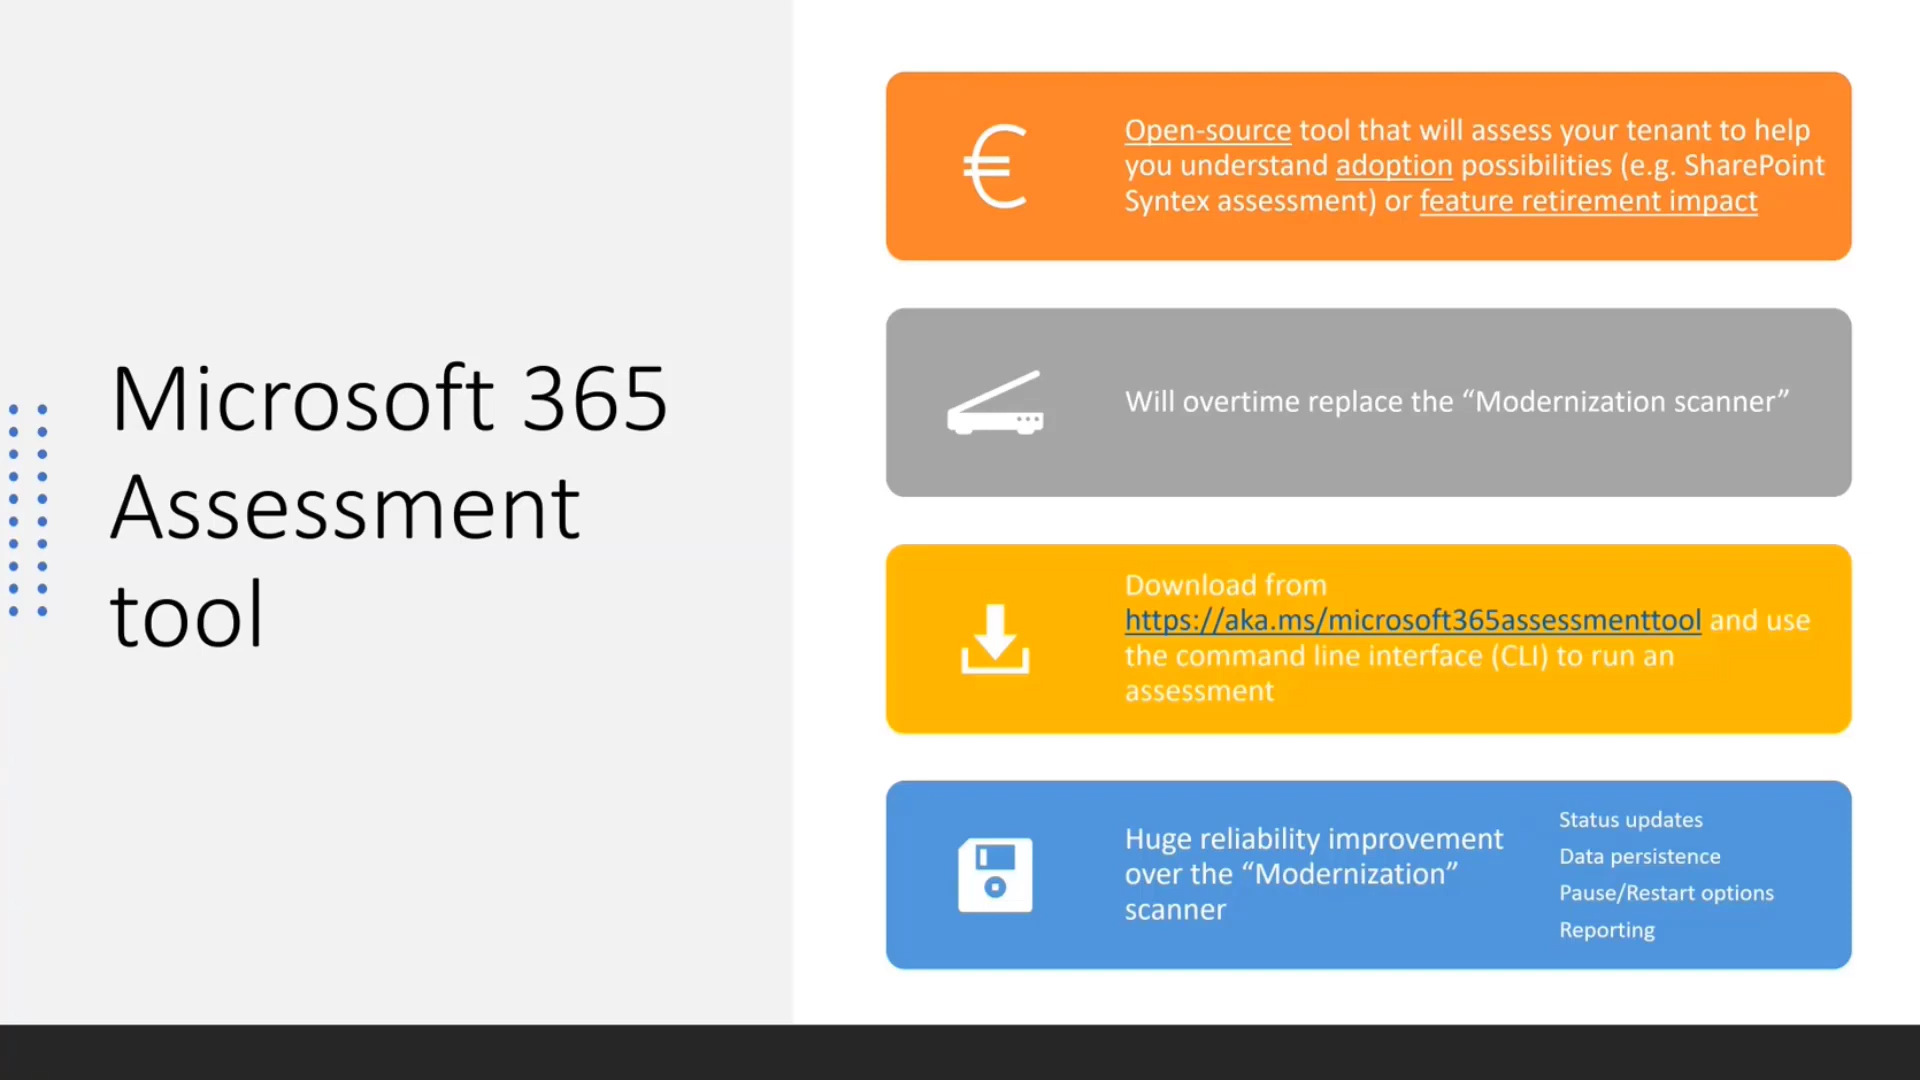 Microsoft 365
Assessment
tool
Open-source tool that will assess your tenant to help
you understand adoption possibilities (e.g. SharePoint
Syntex assessment) or feature retirement impact
Will overtime replace the “Modernization scanner”
Download from
https://aka.ms/microsoft365assessmenttool and use
the command line interface (CLI) to run an
assessment
Huge reliability improvement
over the “Modernization”
scanner
Status updates
Data persistence
Pause/Restart options
Reporting